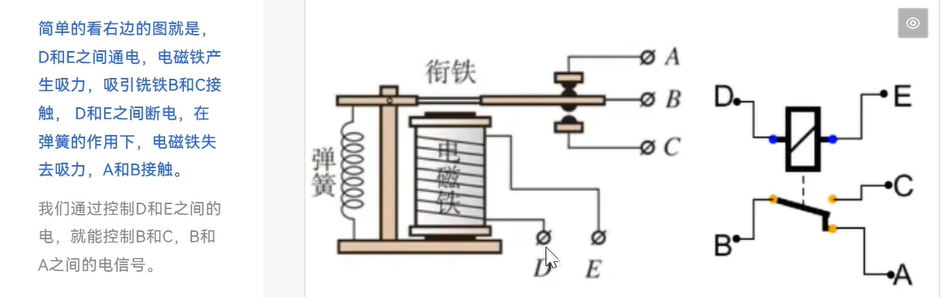 简单的看右边的图就是，
D和E之间通电，电磁铁产
生吸力，吸引铣铁B和C接
触， D和E之间断电，在
弹簧的作用下，电磁铁失
去吸力，A和B接触。
我们通过控制D和E之间的
电，就能控制B和C，B和
A之间的电信号。
衔铁
A
B
C
弹簧
电磁铁
D
E
D
E
C
B
A